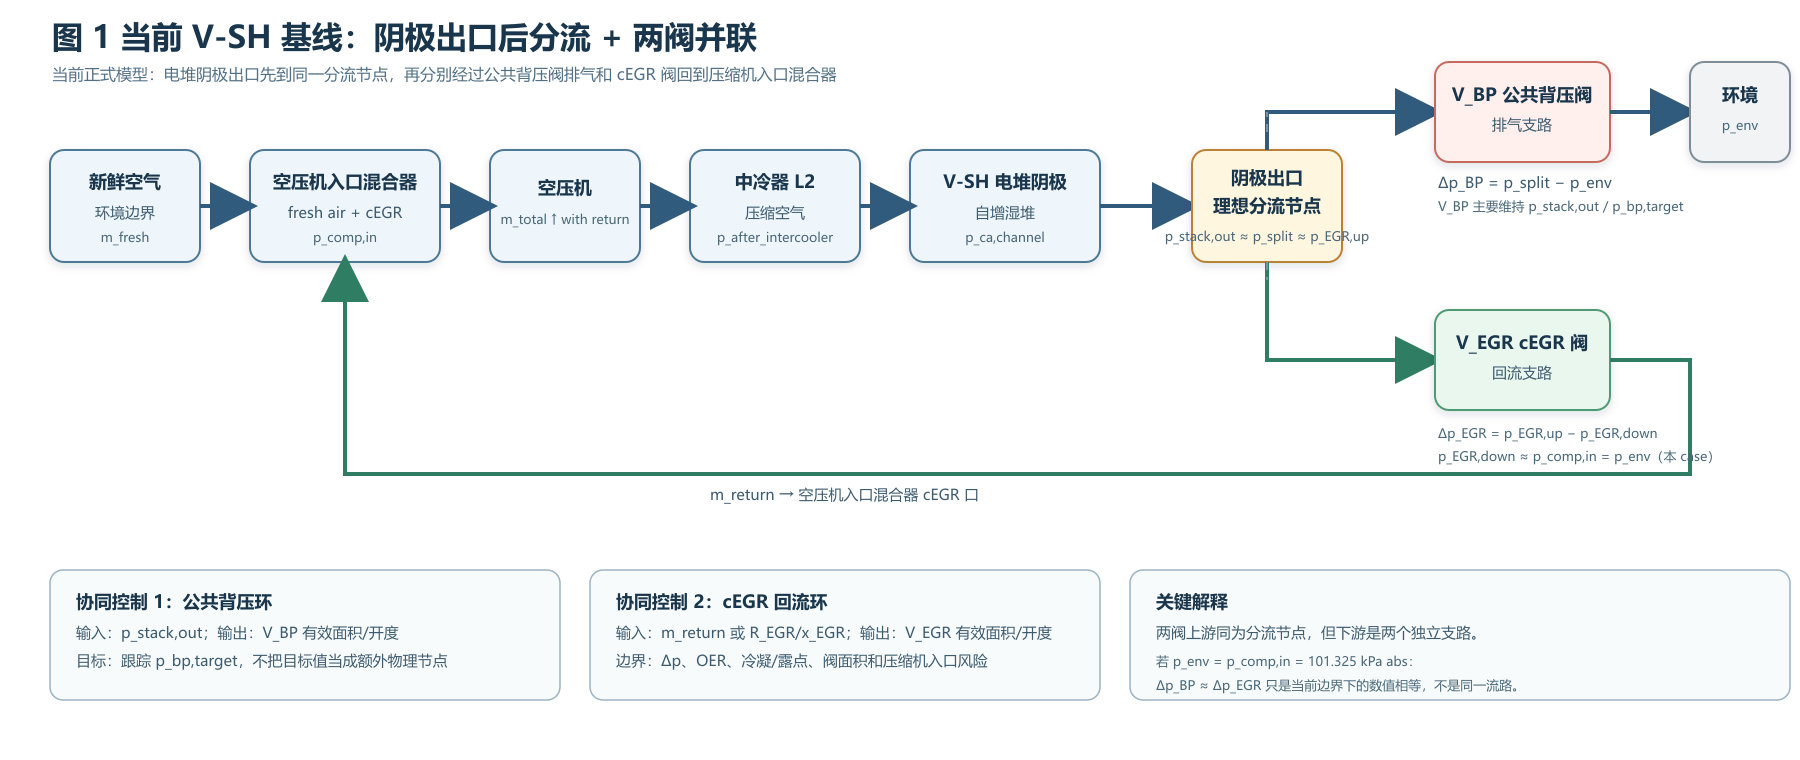 图 1 当前 V-SH 基线：阴极出口后分流 + 两阀并联
当前正式模型：电堆阴极出口先到同一分流节点，再分别经过公共背压阀排气和 cEGR 阀回到压缩机入口混合器
V_BP 公共背压阀
排气支路
环境
p_env
Δp_BP = p_split − p_env
V_BP 主要维持 p_stack,out / p_bp,target
新鲜空气
环境边界
m_fresh
空压机入口混合器
fresh air + cEGR
p_comp,in
空压机
m_total ↑ with return
中冷器 L2
压缩空气
p_after_intercooler
V-SH 电堆阴极
自增湿堆
p_ca,channel
阴极出口
理想分流节点
p_stack,out ≈ p_split ≈ p_EGR,up
V_EGR cEGR 阀
回流支路
Δp_EGR = p_EGR,up − p_EGR,down
p_EGR,down ≈ p_comp,in = p_env（本 case）
m_return → 空压机入口混合器 cEGR 口
协同控制 1：公共背压环
输入：p_stack,out；输出：V_BP 有效面积/开度
目标：跟踪 p_bp,target，不把目标值当成额外物理节点
协同控制 2：cEGR 回流环
输入：m_return 或 R_EGR/x_EGR；输出：V_EGR 有效面积/开度
边界：Δp、OER、冷凝/露点、阀面积和压缩机入口风险
关键解释
两阀上游同为分流节点，但下游是两个独立支路。
若 p_env = p_comp,in = 101.325 kPa abs：
Δp_BP ≈ Δp_EGR 只是当前边界下的数值相等，不是同一流路。